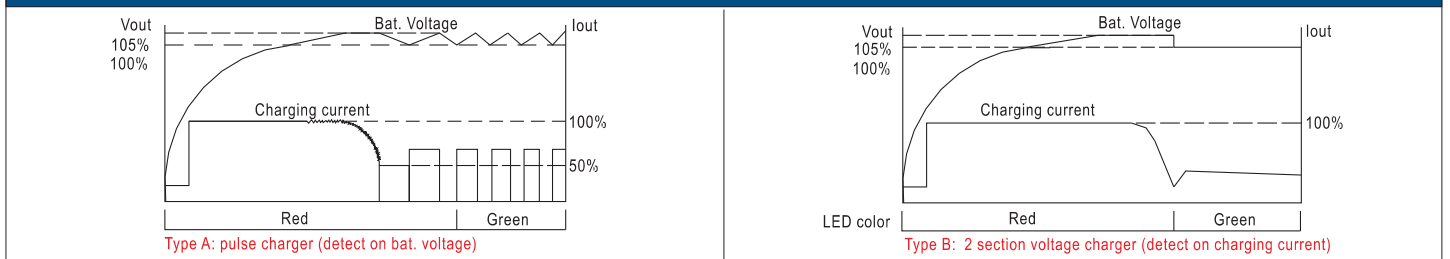 Vout
Bat. Voltage
Iout
105%
100%
Charging current
100%
50%
Red
Green
Type A: pulse charger (detect on bat. voltage)
Vout
Bat. Voltage
Iout
105%
100%
Charging current
100%
LED color
Red
Green
Type B: 2 section voltage charger (detect on charging current)